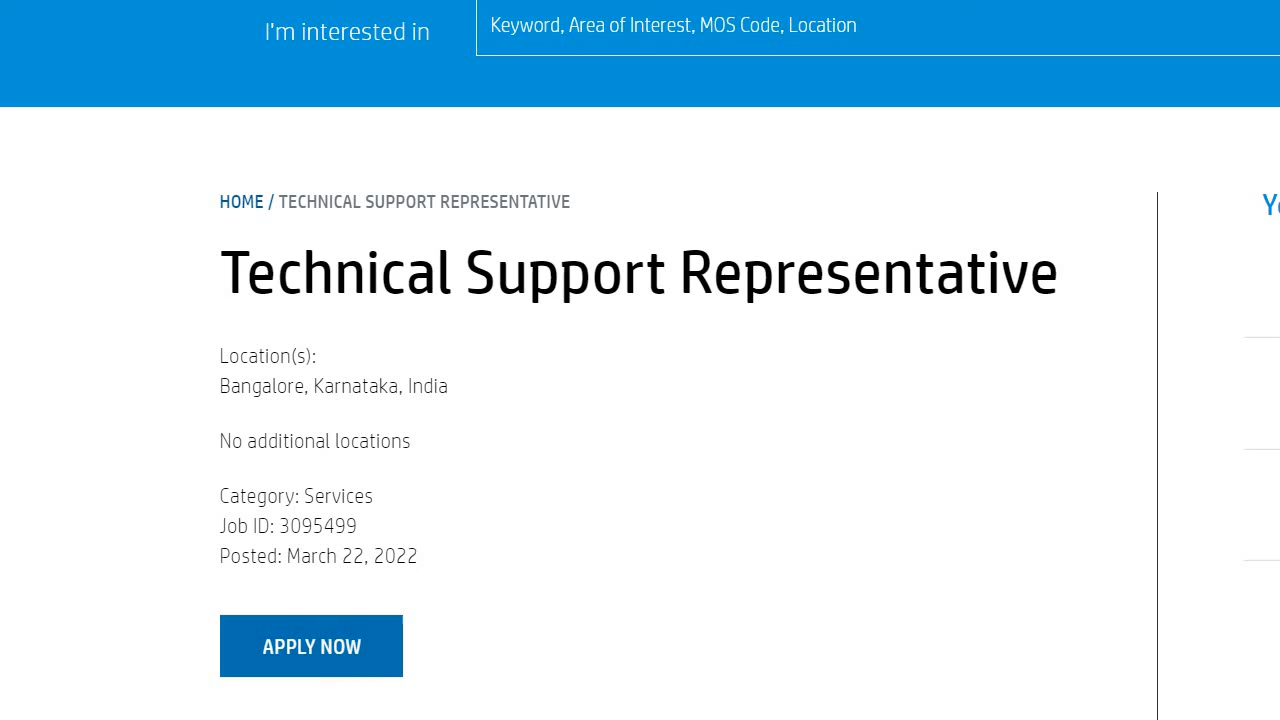 I'm interested in
Keyword, Area of Interest, MOS Code, Location
HOME / TECHNICAL SUPPORT REPRESENTATIVE
Technical Support Representative
Location(s):
Bangalore, Karnataka, India
No additional locations
Category: Services
Job ID: 3095499
Posted: March 22, 2022
APPLY NOW